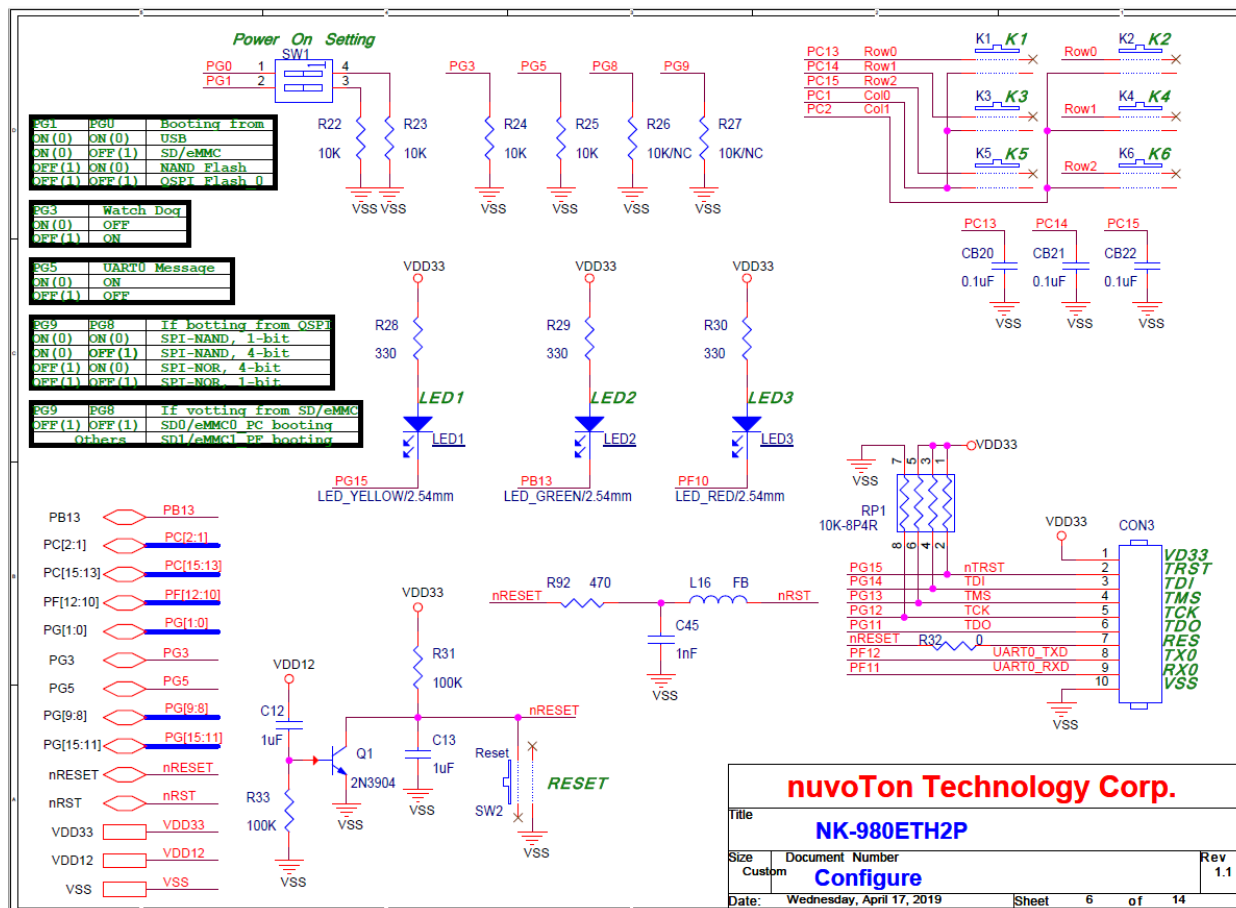 Power On Setting
SW1
PG0 1 4
PG1 2 3
R22 10K
R23 10K
VSS VSS
PG3 PG5 PG8 PG9
R24 R25 R26 R27
10K 10K 10K/NC 10K/NC
VSS VSS VSS VSS
PC13 Row0
PC14 Row1
PC15 Row2
PC1 Col0
PC2 Col1
K1 K1 Row0 K2 K2
K3 K3 Row1 K4 K4
K5 K5 Row2 K6 K6
PC13 PC14 PC15
CB20 CB21 CB22
0.1uF 0.1uF 0.1uF
VSS VSS VSS
PG1 PG0 Booting from
ON(0) ON(0) USB
ON(0) OFF(1) SD/eMMC
OFF(1) ON(0) NAND Flash
OFF(1) OFF(1) QSPI Flash 0
PG3 Watch Dog
ON(0) OFF
OFF(1) ON
PG5 UART0 Message
ON(0) ON
OFF(1) OFF
PG9 PG8 If botting from QSPI
ON(0) ON(0) SPI-NAND, 1-bit
ON(0) OFF(1) SPI-NAND, 4-bit
OFF(1) ON(0) SPI-NOR, 4-bit
OFF(1) OFF(1) SPI-NOR, 1-bit
PG9 PG8 If votting from SD/eMMC
OFF(1) OFF(1) SD0/eMMC0_PC booting
Others SD1/eMMC1_PF booting
VDD33 VDD33 VDD33
R28 R29 R30
330 330 330
LED1 LED2 LED3
LED1 LED2 LED3
PG15 PB13 PF10
LED_YELLOW/2.54mm LED_GREEN/2.54mm LED_RED/2.54mm
PB13 PB13
PC[2:1] PC[2:1]
PC[15:13] PC[15:13]
PF[12:10] PF[12:10]
PG[1:0] PG[1:0]
PG3 PG3
PG5 PG5
PG[9:8] PG[9:8]
PG[15:11] PG[15:11]
nRESET nRESET
nRST nRST
VDD33 VDD33
VDD12 VDD12
VSS VSS
VDD12
C12
1uF
R33
100K
VSS
Q1
2N3904
VSS
VDD33
R31
100K
C13
1uF
VSS
nRESET
Reset
SW2
RESET
VSS
nRESET R92 470 L16 FB nRST
C45
1nF
VSS
VDD33
7 5 3 1
VSS
RP1
10K-8P4R
8 6 4 2
VDD33 CON3
1 VD33
PG15 nTRST 2 TRST
PG14 TDI 3 TDI
PG13 TMS 4 TMS
PG12 TCK 5 TCK
PG11 TDO 6 TDO
nRESET R32 0 7 RES
PF12 UART0_TXD 8 TX0
PF11 UART0_RXD 9 RX0
10 VSS
VSS
nuvoTon Technology Corp.
Title
NK-980ETH2P
Size Document Number Rev
Custom Configure 1.1
Date: Wednesday, April 17, 2019 Sheet 6 of 14